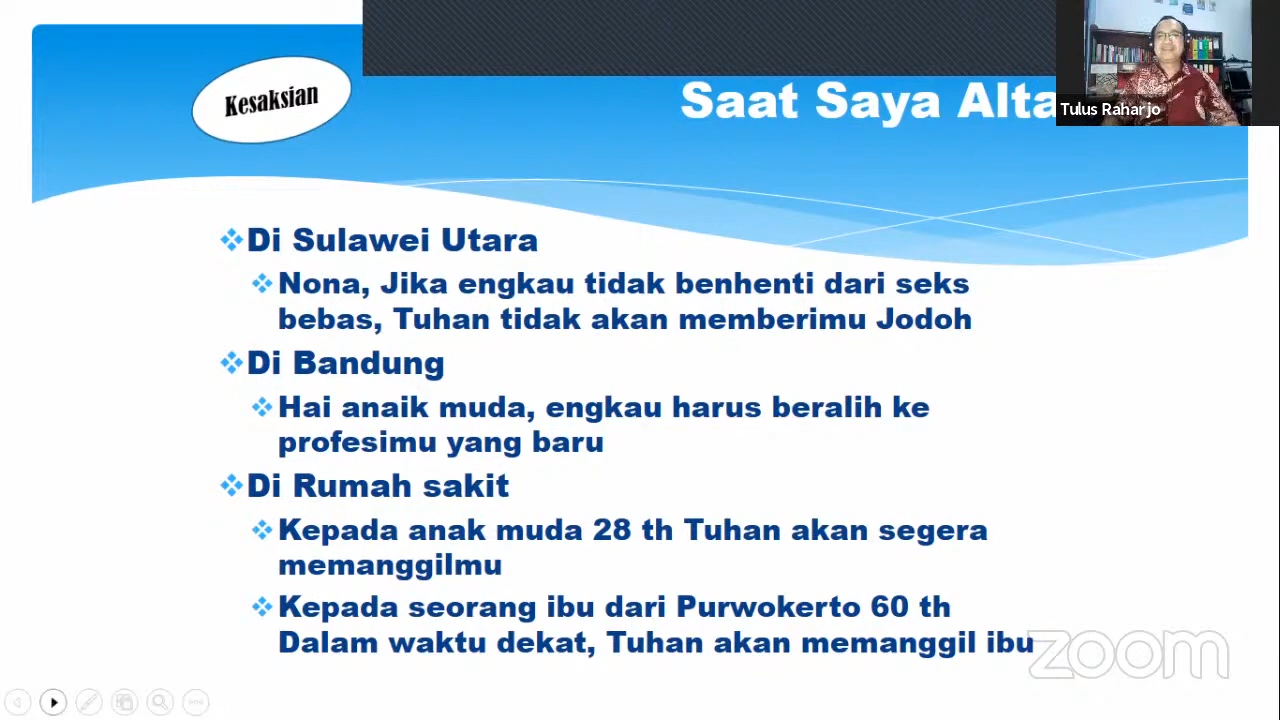 Kesaksian
Saat Saya Alta
Tulus Raharjo
Di Sulawei Utara
Nona, Jika engkau tidak benhenti dari seks
bebas, Tuhan tidak akan memberimu Jodoh
Di Bandung
Hai anaik muda, engkau harus beralih ke
profesimu yang baru
Di Rumah sakit
Kepada anak muda 28 th Tuhan akan segera
memanggilmu
Kepada seorang ibu dari Purwokerto 60 th
Dalam waktu dekat, Tuhan akan memanggil ibu
zoom